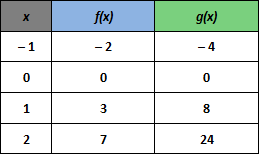 x f(x) g(x)
– 1 – 2 – 4
0 0 0
1 3 8
2 7 24